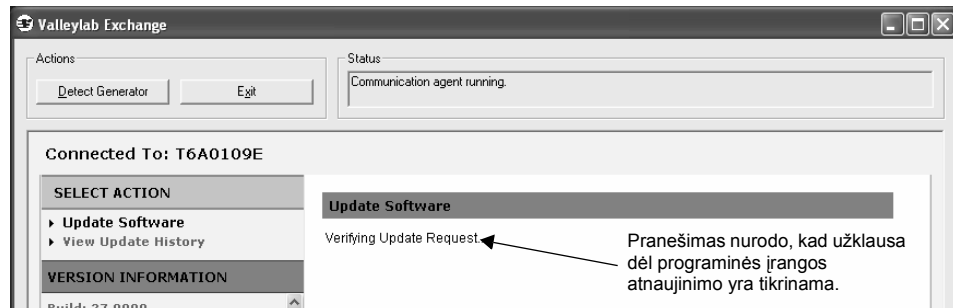 Valleylab Exchange
Actions
Status
Detect Generator
Exit
Communication agent running.
Connected To: T6A0109E
SELECT ACTION
Update Software
View Update History
VERSION INFORMATION
Update Software
Verifying Update Request.
Pranešimas nurodo, kad užklausa
dėl programinės įrangos
atnaujinimo yra tikrinama.